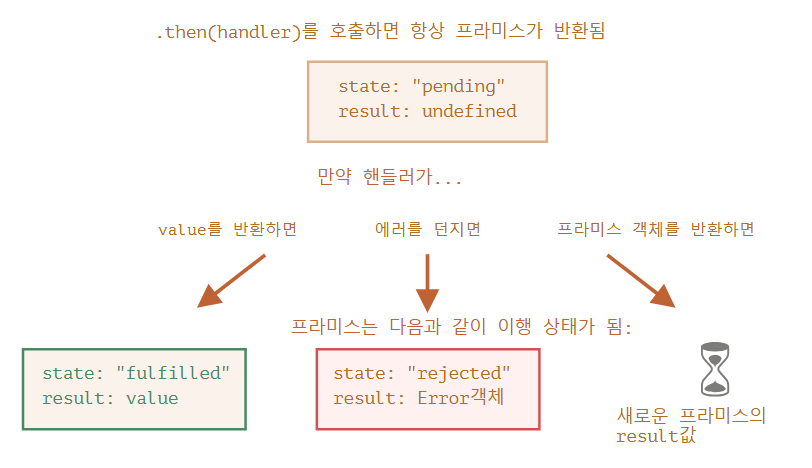 .then(handler)를 호출하면 항상 프라미스가 반환됨
state: "pending"
result: undefined
만약 핸들러가...
value를 반환하면
에러를 던지면
프라미스 객체를 반환하면
프라미스는 다음과 같이 이행 상태가 됨:
state: "fulfilled"
result: value
state: "rejected"
result: Error객체
새로운 프라미스의
result값